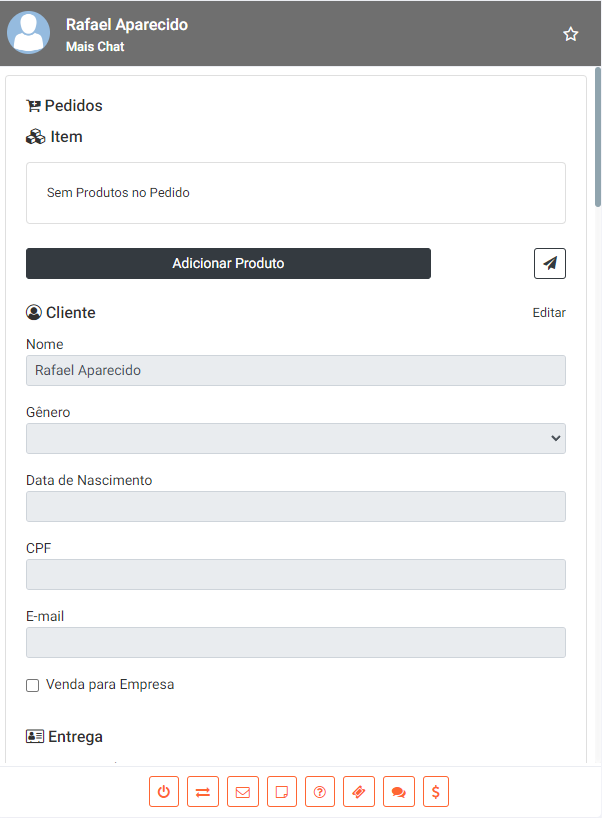 Rafael Aparecido
Mais Chat
Pedidos
Item
Sem Produtos no Pedido
Adicionar Produto
Cliente
Editar
Nome
Rafael Aparecido
Gênero
Data de Nascimento
CPF
E-mail
Venda para Empresa
Entrega